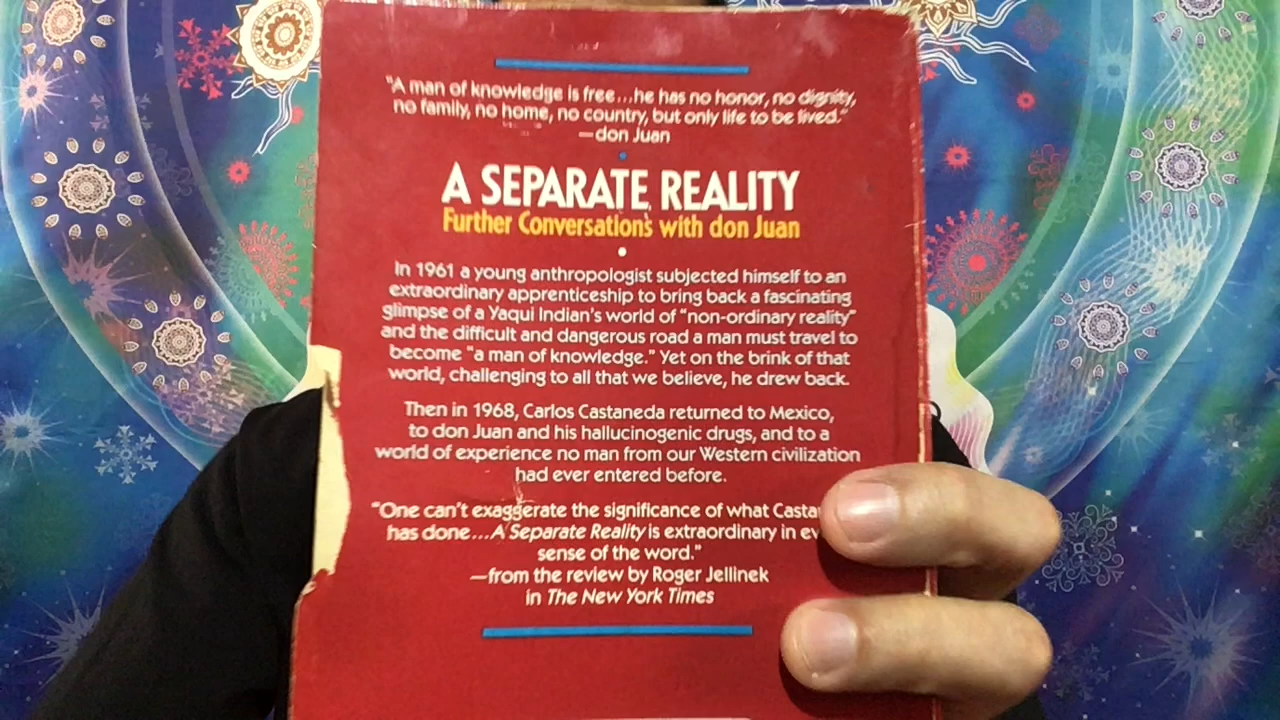 "A man of knowledge is free...he has no honor, no dignity,
no family, no home, no country, but only life to be lived."
—don Juan
A SEPARATE REALITY
Further Conversations with don Juan
In 1961 a young anthropologist subjected himself to an
extraordinary apprenticeship to bring back a fascinating
glimpse of a Yaqui Indian's world of "non-ordinary reality"
and the difficult and dangerous road a man must travel to
become "a man of knowledge." Yet on the brink of that
world, challenging to all that we believe, he drew back.
Then in 1968, Carlos Castaneda returned to Mexico,
to don Juan and his hallucinogenic drugs, and to a
world of experience no man from our Western civilization
had ever entered before.
"One can't exaggerate the significance of what
has done...A Separate Reality is extraordinary in
sense of the word."
—from the review by Roger Jellinek
in The New York Times